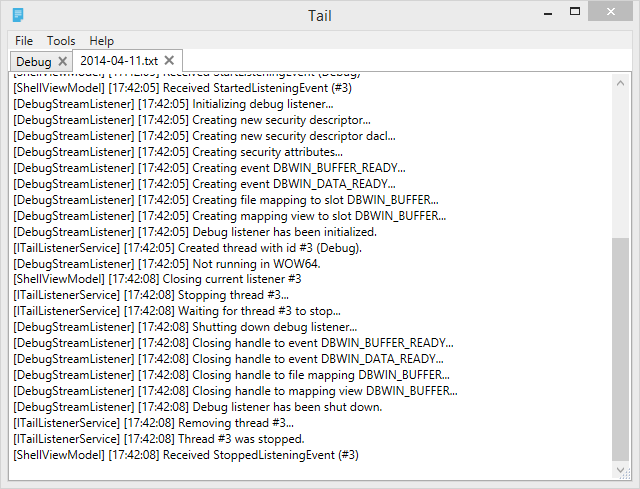 Tail
File Tools Help
Debug 2014-04-11.txt
[ShellViewModel] [17:42:05] Received StartListeningEvent (Debug)
[ShellViewModel] [17:42:05] Received StartedListeningEvent (#3)
[DebugStreamListener] [17:42:05] Initializing debug listener...
[DebugStreamListener] [17:42:05] Creating new security descriptor...
[DebugStreamListener] [17:42:05] Creating new security descriptor dacl...
[DebugStreamListener] [17:42:05] Creating security attributes...
[DebugStreamListener] [17:42:05] Creating event DBWIN_BUFFER_READY...
[DebugStreamListener] [17:42:05] Creating event DBWIN_DATA_READY...
[DebugStreamListener] [17:42:05] Creating file mapping to slot DBWIN_BUFFER...
[DebugStreamListener] [17:42:05] Creating mapping view to slot DBWIN_BUFFER...
[DebugStreamListener] [17:42:05] Debug listener has been initialized.
[ITailListenerService] [17:42:05] Created thread with id #3 (Debug).
[DebugStreamListener] [17:42:05] Not running in WOW64.
[ShellViewModel] [17:42:08] Closing current listener #3
[ITailListenerService] [17:42:08] Stopping thread #3...
[ITailListenerService] [17:42:08] Waiting for thread #3 to stop...
[DebugStreamListener] [17:42:08] Shutting down debug listener...
[DebugStreamListener] [17:42:08] Closing handle to event DBWIN_BUFFER_READY...
[DebugStreamListener] [17:42:08] Closing handle to event DBWIN_DATA_READY...
[DebugStreamListener] [17:42:08] Closing handle to file mapping DBWIN_BUFFER...
[DebugStreamListener] [17:42:08] Closing handle to mapping view DBWIN_BUFFER...
[DebugStreamListener] [17:42:08] Debug listener has been shut down.
[ITailListenerService] [17:42:08] Removing thread #3...
[ITailListenerService] [17:42:08] Thread #3 was stopped.
[ShellViewModel] [17:42:08] Received StoppedListeningEvent (#3)